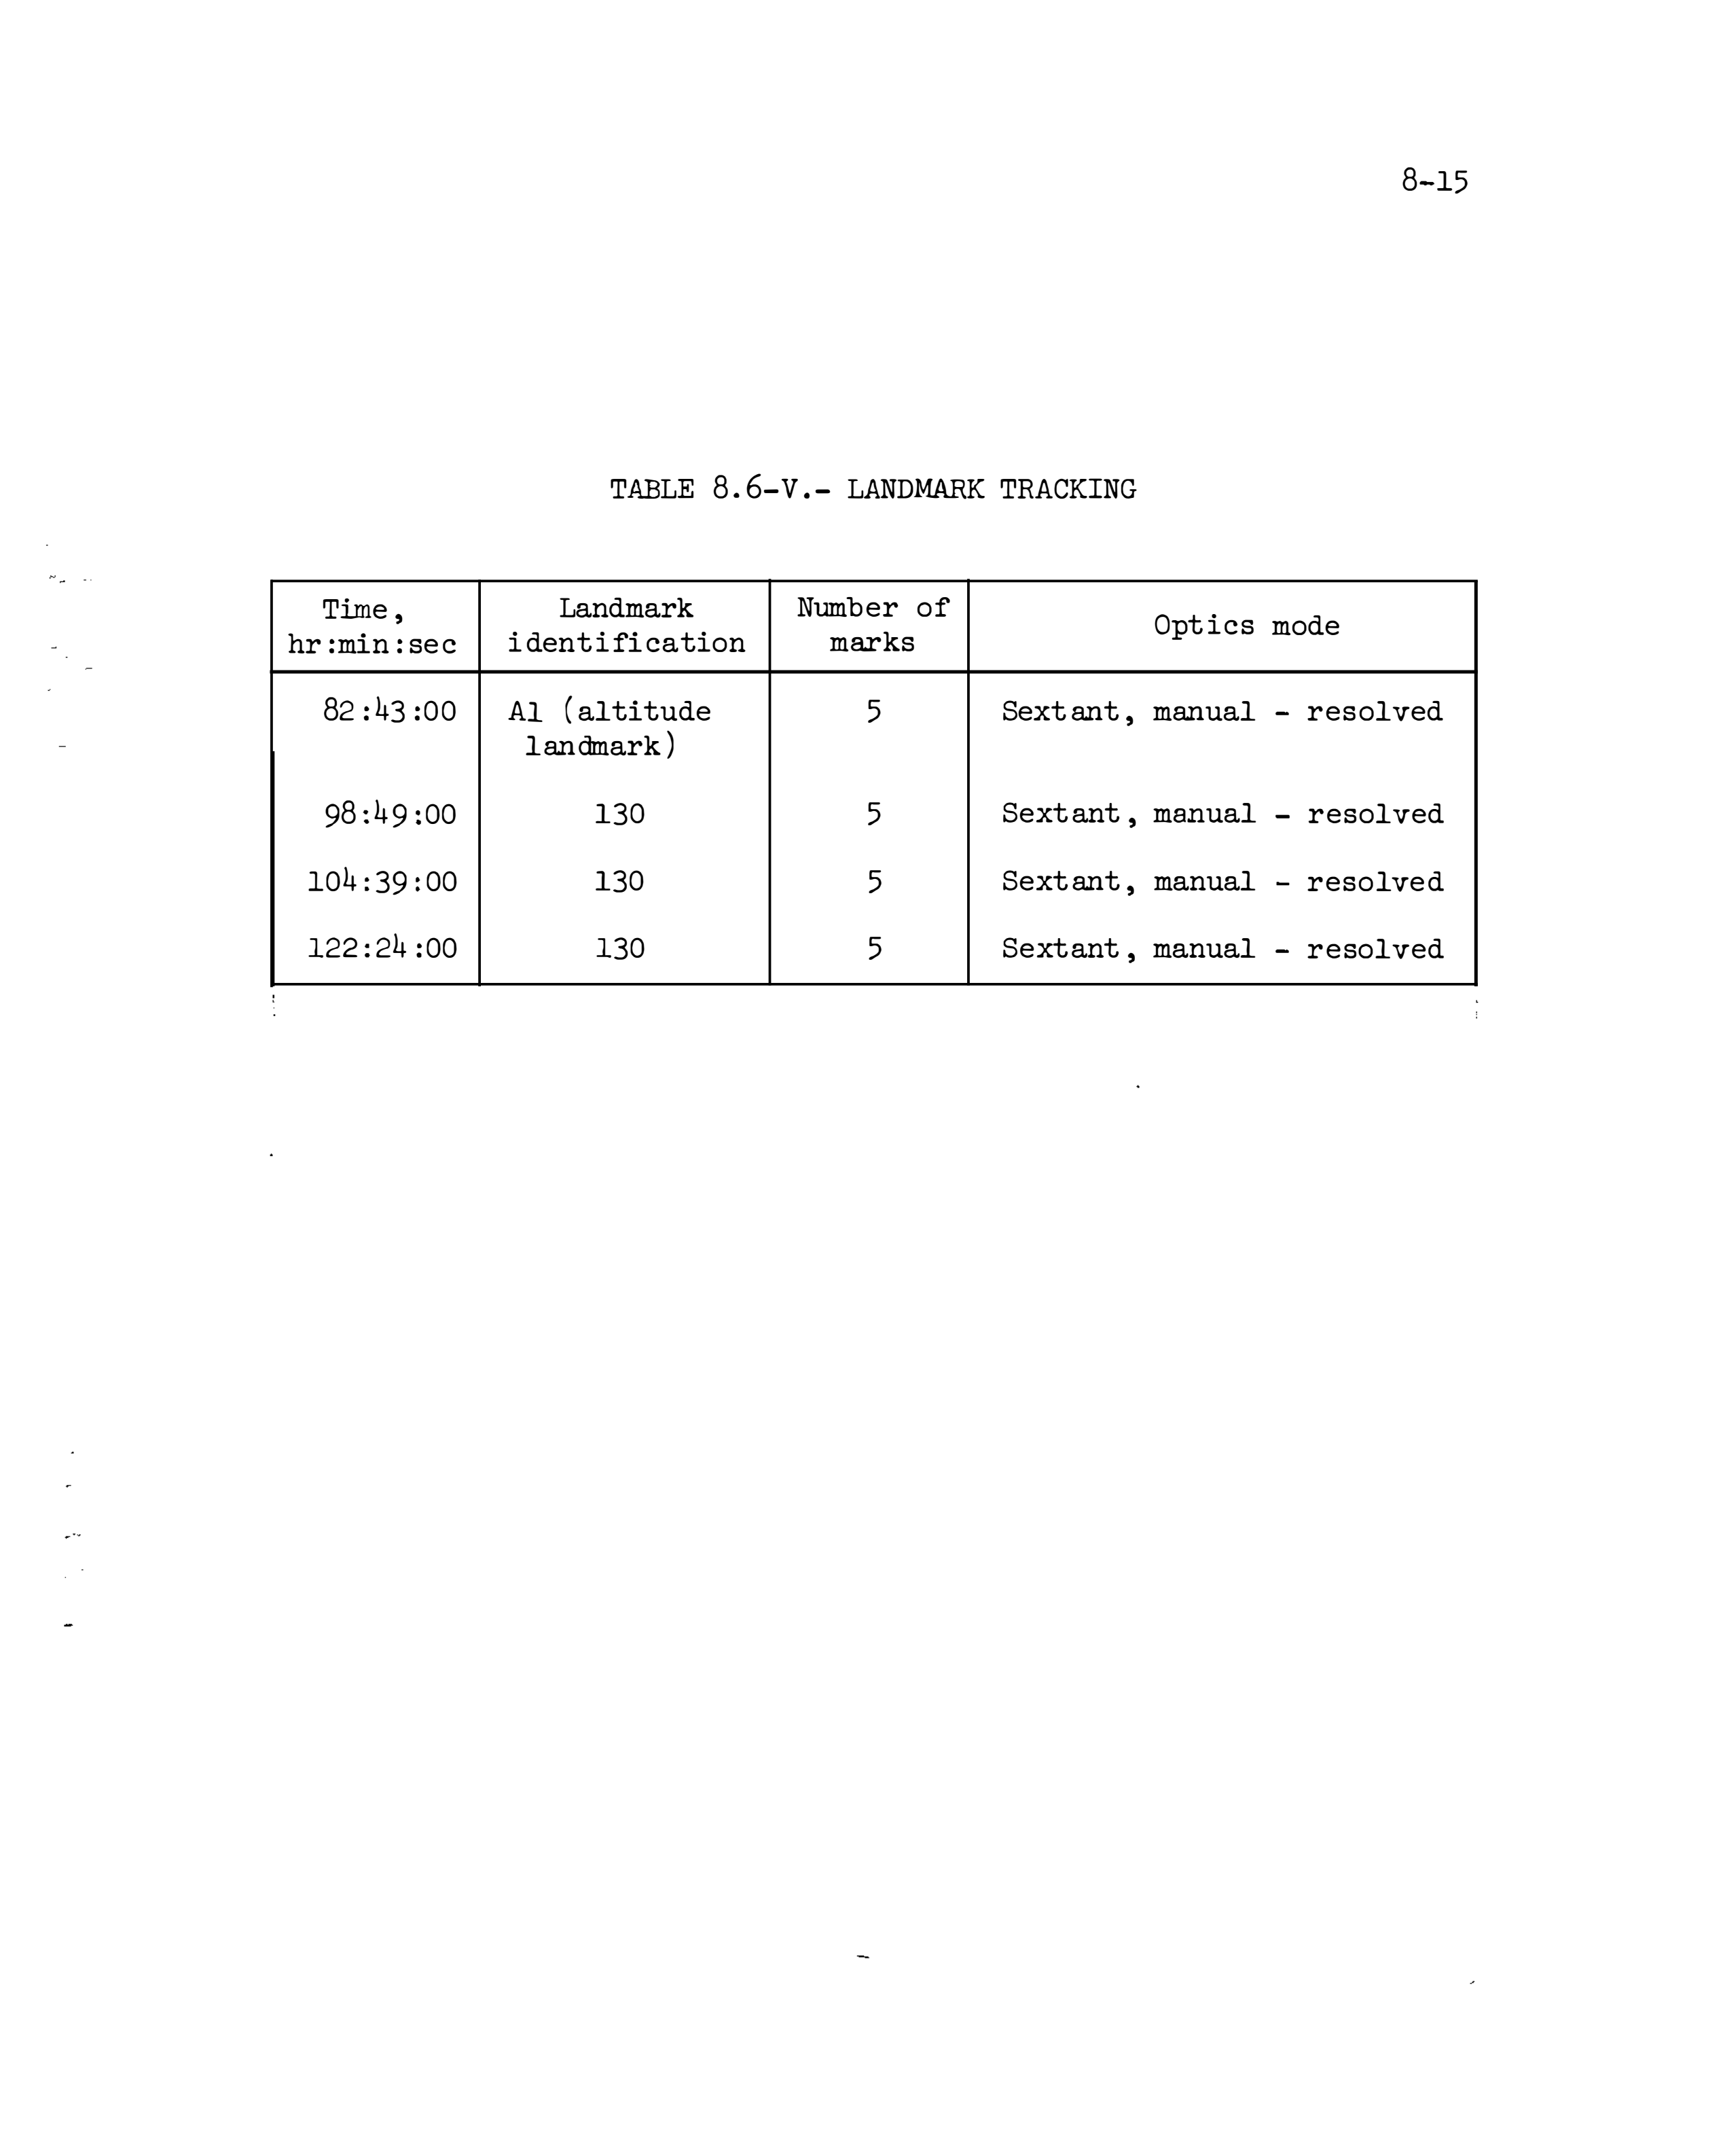 8-15
TABLE 8.6-V.- LANDMARK TRACKING
Time, hr:min:sec Landmark identification Number of marks Optics mode
82:43:00 A1 (altitude landmark) 5 Sextant, manual - resolved
98:49:00 130 5 Sextant, manual - resolved
104:39:00 130 5 Sextant, manual - resolved
122:24:00 130 5 Sextant, manual - resolved